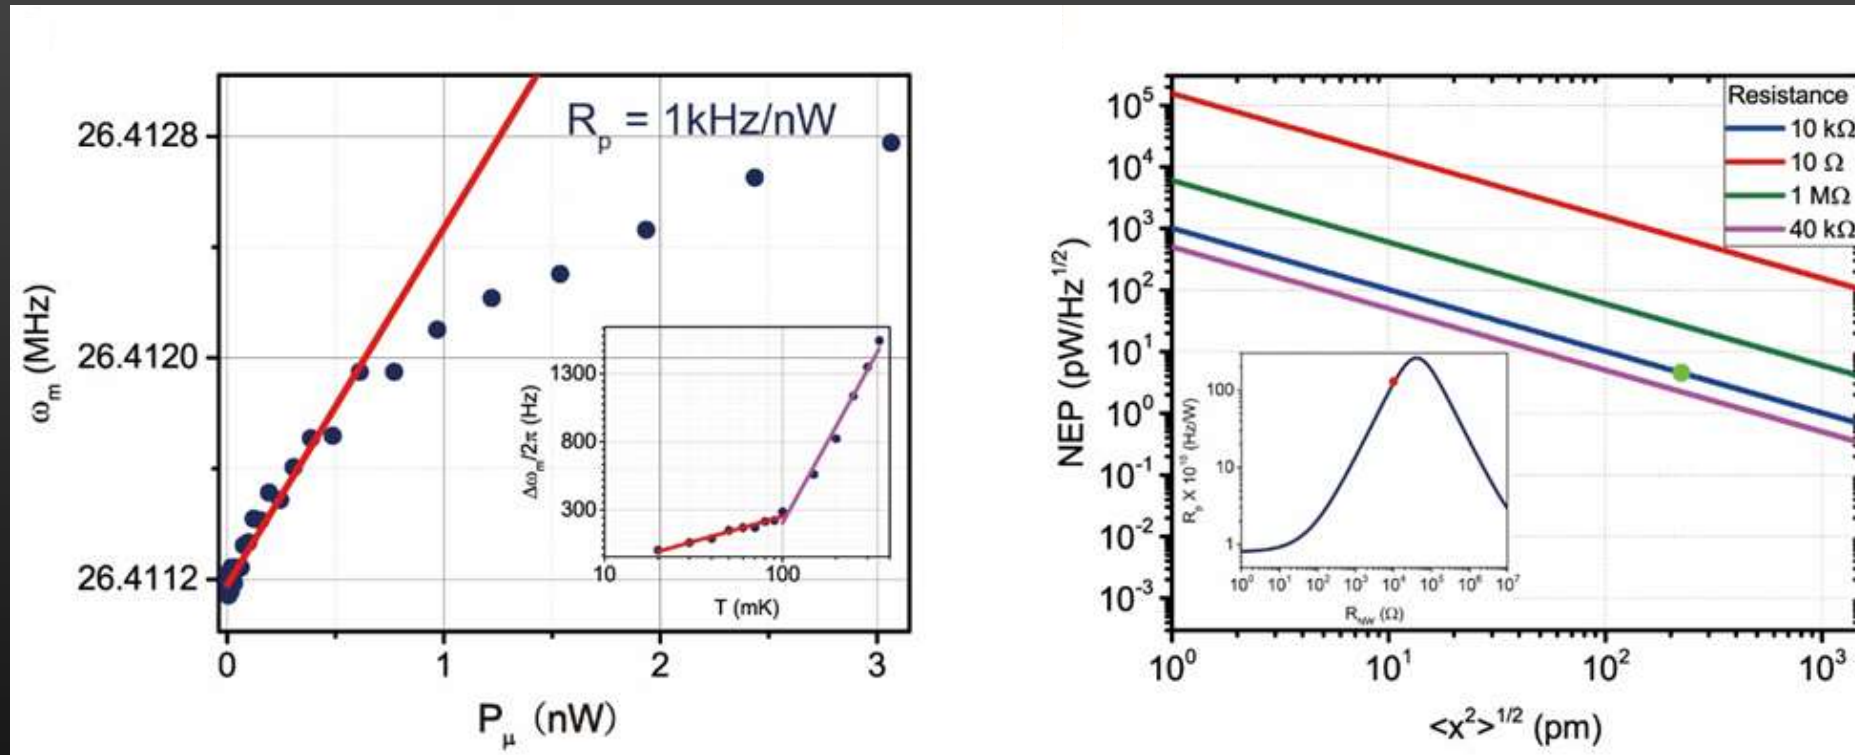 R_p = 1kHz/nW
26.4128
26.4120
26.4112
ω_m (MHz)
0 1 2 3
P_μ (nW)
1300
800
300
Δω_m/2π (Hz)
10 100
T (mK)
Resistance
10 kΩ
10 Ω
1 MΩ
40 kΩ
10^5
10^4
10^3
10^2
10^1
10^0
10^-1
10^-2
10^-3
NEP (pW/Hz^1/2)
100
10
1
R_p X 10^10 (Hz/W)
10^0 10^1 10^2 10^3 10^4 10^5 10^6 10^7
R_NW (Ω)
10^0 10^1 10^2 10^3
<x^2>^1/2 (pm)